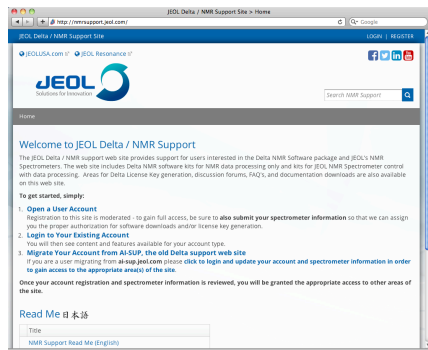 JEOL Delta / NMR Support Site > Home
http://nmrsupport.jeol.com/
Google
JEOL Delta / NMR Support Site
LOGIN | REGISTER
JEOLUSA.com
JEOL Resonance
JEOL
Solutions for Innovation
Search NMR Support
Home
Welcome to JEOL Delta / NMR Support
The JEOL Delta / NMR support web site provides support for users interested in the Delta NMR Software package and JEOL's NMR
Spectrometers. The web site includes Delta NMR software kits for NMR data processing only and kits for JEOL NMR Spectrometer control
with data processing. Areas for Delta License Key generation, discussion forums, FAQ's, and documentation downloads are also available
on this web site.
To get started, simply:
1. Open a User Account
Registration to this site is moderated - to gain full access, be sure to also submit your spectrometer information so that we can assign
you the proper authorization for software downloads and/or license key generation.
2. Login to Your Existing Account
You will then see content and features available for your account type.
3. Migrate Your Account from AI-SUP, the old Delta support web site
If you are a user migrating from ai-sup.jeol.com please click to login and update your account and spectrometer information in order
to gain access to the appropriate area(s) of the site.
Once your account registration and spectrometer information is reviewed, you will be granted the appropriate access to other areas of
the site.
Read Me 日本語
Title
NMR Support Read Me (English)